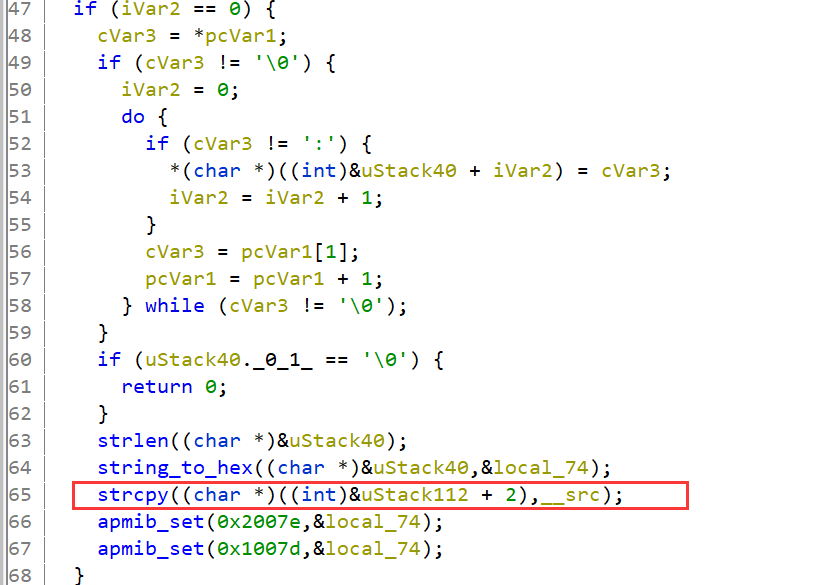 47 if (iVar2 == 0) {
48 cVar3 = *pcVar1;
49 if (cVar3 != '\0') {
50 iVar2 = 0;
51 do {
52 if (cVar3 != ':') {
53 *(char *)((int)&uStack40 + iVar2) = cVar3;
54 iVar2 = iVar2 + 1;
55 }
56 cVar3 = pcVar1[1];
57 pcVar1 = pcVar1 + 1;
58 } while (cVar3 != '\0');
59 }
60 if (uStack40._0_1_ == '\0') {
61 return 0;
62 }
63 strlen((char *)&uStack40);
64 string_to_hex((char *)&uStack40,&local_74);
65 strcpy((char *)((int)&uStack112 + 2),__src);
66 apmib_set(0x2007e,&local_74);
67 apmib_set(0x1007d,&local_74);
68 }